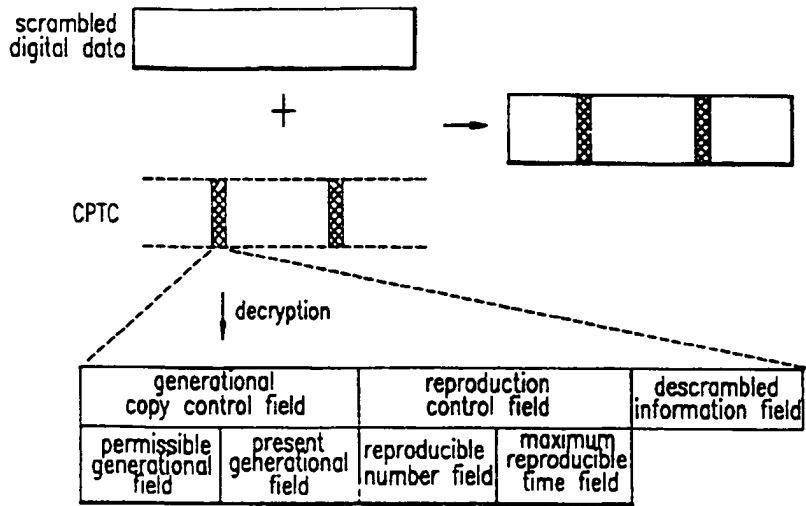 scrambled
digital data
+
CPTC
decryption
generational
copy control field
reproduction
control field
descrambled
information field
permissible
generational
field
present
generational
field
reproducible
number field
maximum
reproducible
time field